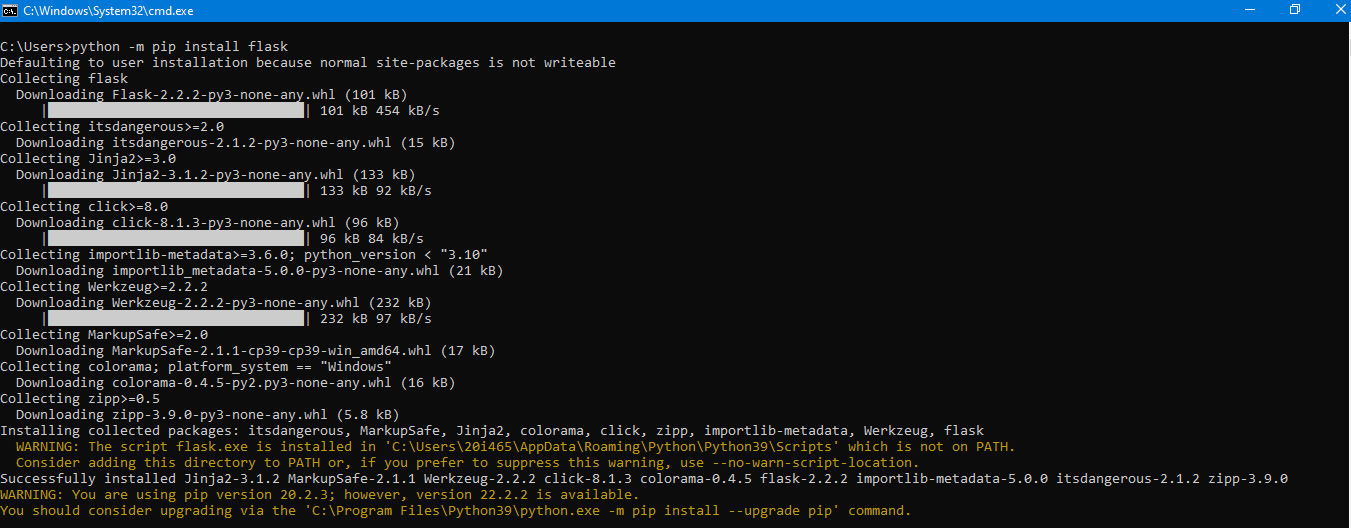 C:\Windows\System32\cmd.exe
C:\Users>python -m pip install flask
Defaulting to user installation because normal site-packages is not writeable
Collecting flask
  Downloading Flask-2.2.2-py3-none-any.whl (101 kB)
     || 101 kB 454 kB/s
Collecting itsdangerous>=2.0
  Downloading itsdangerous-2.1.2-py3-none-any.whl (15 kB)
Collecting Jinja2>=3.0
  Downloading Jinja2-3.1.2-py3-none-any.whl (133 kB)
     || 133 kB 92 kB/s
Collecting click>=8.0
  Downloading click-8.1.3-py3-none-any.whl (96 kB)
     || 96 kB 84 kB/s
Collecting importlib-metadata>=3.6.0; python_version < "3.10"
  Downloading importlib_metadata-5.0.0-py3-none-any.whl (21 kB)
Collecting Werkzeug>=2.2.2
  Downloading Werkzeug-2.2.2-py3-none-any.whl (232 kB)
     || 232 kB 97 kB/s
Collecting MarkupSafe>=2.0
  Downloading MarkupSafe-2.1.1-cp39-cp39-win_amd64.whl (17 kB)
Collecting colorama; platform_system == "Windows"
  Downloading colorama-0.4.5-py2.py3-none-any.whl (16 kB)
Collecting zipp>=0.5
  Downloading zipp-3.9.0-py3-none-any.whl (5.8 kB)
Installing collected packages: itsdangerous, MarkupSafe, Jinja2, colorama, click, zipp, importlib-metadata, Werkzeug, flask
  WARNING: The script flask.exe is installed in 'C:\Users\20i465\AppData\Roaming\Python\Python39\Scripts' which is not on PATH.
  Consider adding this directory to PATH or, if you prefer to suppress this warning, use --no-warn-script-location.
Successfully installed Jinja2-3.1.2 MarkupSafe-2.1.1 Werkzeug-2.2.2 click-8.1.3 colorama-0.4.5 flask-2.2.2 importlib-metadata-5.0.0 itsdangerous-2.1.2 zipp-3.9.0
WARNING: You are using pip version 20.2.3; however, version 22.2.2 is available.
You should consider upgrading via the 'C:\Program Files\Python39\python.exe -m pip install --upgrade pip' command.